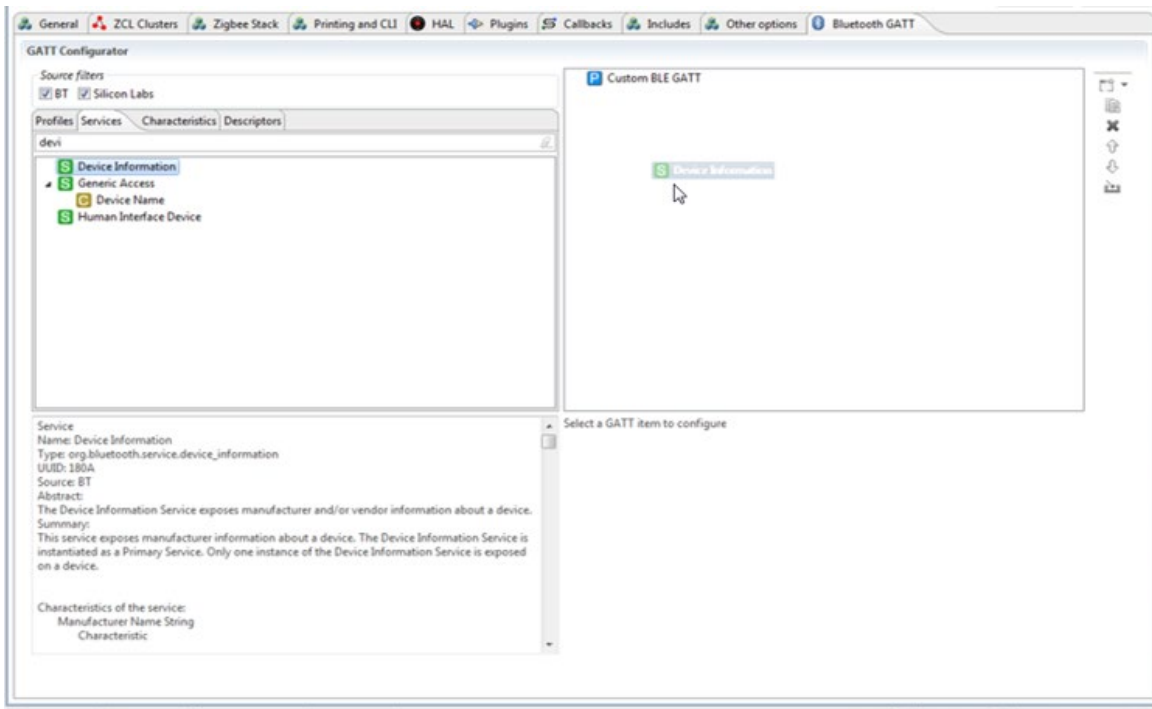 General ZCL Clusters Zigbee Stack Printing and CLI HAL Plugins Callbacks Includes Other options Bluetooth GATT
GATT Configurator
Source filters
BT Silicon Labs
Profiles Services Characteristics Descriptors
devi
S Device Information
S Generic Access
C Device Name
S Human Interface Device
P Custom BLE GATT
S Device Information
Service
Name: Device Information
Type: org.bluetooth.service.device_information
UUID: 180A
Source: BT
Abstract:
The Device Information Service exposes manufacturer and/or vendor information about a device.
Summary:
This service exposes manufacturer information about a device. The Device Information Service is
instantiated as a Primary Service. Only one instance of the Device Information Service is exposed
on a device.
Characteristics of the service:
Manufacturer Name String
Characteristic
Select a GATT item to configure